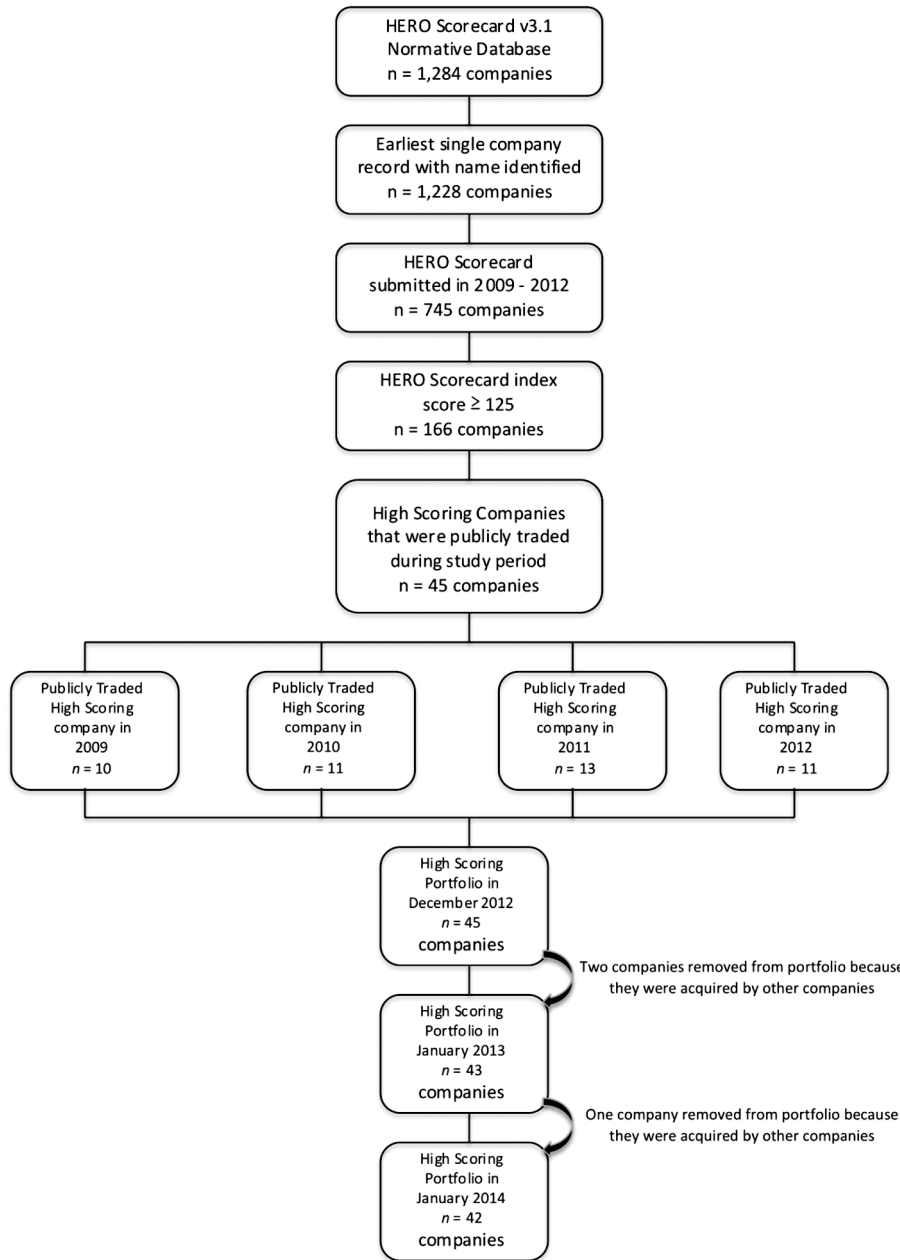 HERO Scorecard v3.1
Normative Database
n = 1,284 companies
Earliest single company
record with name identified
n = 1,228 companies
HERO Scorecard
submitted in 2009 - 2012
n = 745 companies
HERO Scorecard index
score ≥ 125
n = 166 companies
High Scoring Companies
that were publicly traded
during study period
n = 45 companies
Publicly Traded
High Scoring
company in
2009
n = 10
Publicly Traded
High Scoring
company in
2010
n = 11
Publicly Traded
High Scoring
company in
2011
n = 13
Publicly Traded
High Scoring
company in
2012
n = 11
High Scoring
Portfolio in
December 2012
n = 45
companies
Two companies removed from portfolio because
they were acquired by other companies
High Scoring
Portfolio in
January 2013
n = 43
companies
One company removed from portfolio because
they were acquired by other companies
High Scoring
Portfolio in
January 2014
n = 42
companies